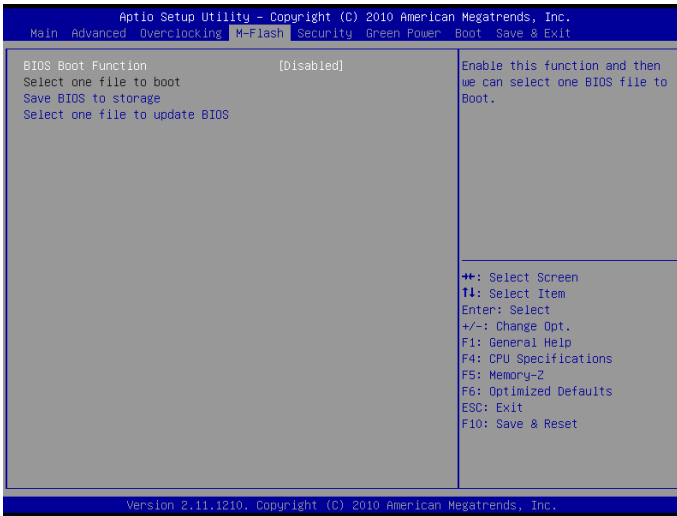 Aptio Setup Utility – Copyright (C) 2010 American Megatrends, Inc.
Main Advanced Overclocking M-Flash Security Green Power Boot Save & Exit
BIOS Boot Function [Disabled]
Select one file to boot
Save BIOS to storage
Select one file to update BIOS
Enable this function and then
we can select one BIOS file to
Boot.
→←: Select Screen
↑↓: Select Item
Enter: Select
+/-: Change Opt.
F1: General Help
F4: CPU Specifications
F5: Memory-Z
F6: Optimized Defaults
ESC: Exit
F10: Save & Reset
Version 2.11.1210. Copyright (C) 2010 American Megatrends, Inc.